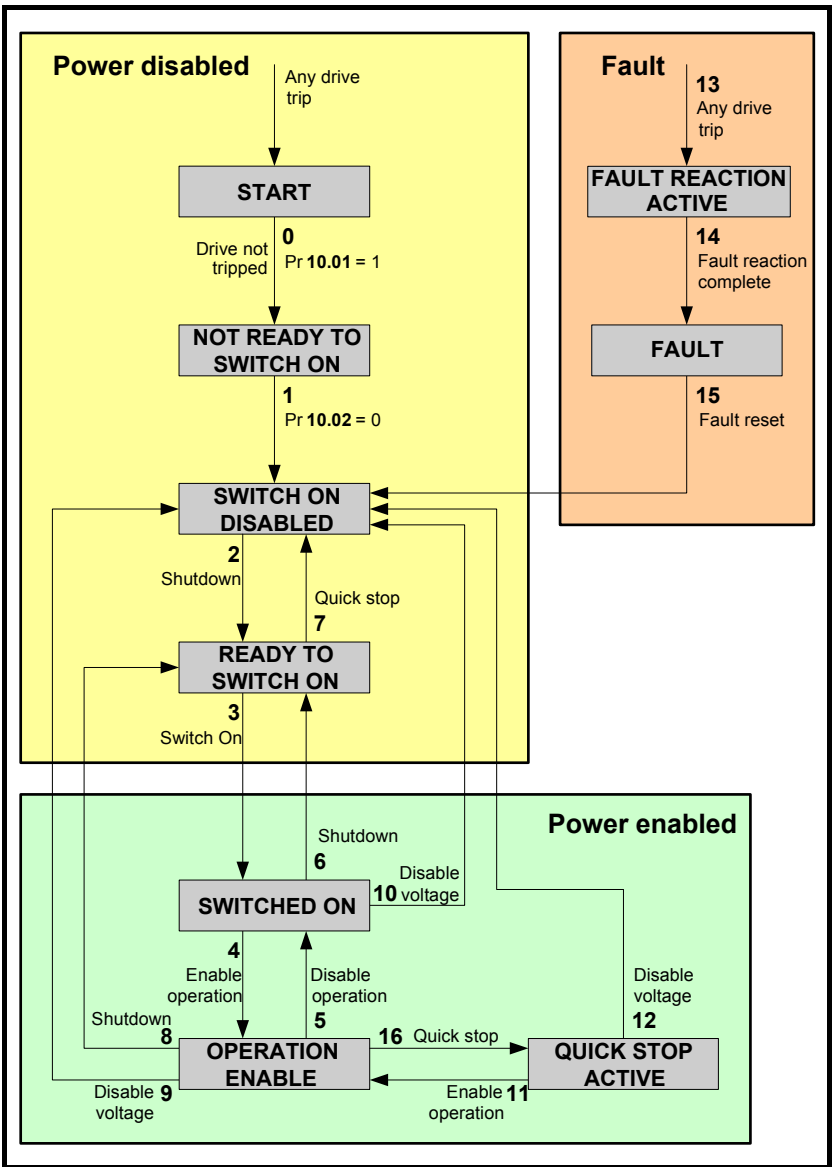 Power disabled
Any drive
trip
START
0
Drive not
tripped
Pr 10.01 = 1
NOT READY TO
SWITCH ON
1
Pr 10.02 = 0
SWITCH ON
DISABLED
2
Shutdown
Quick stop
7
READY TO
SWITCH ON
3
Switch On
Fault
13
Any drive
trip
FAULT REACTION
ACTIVE
14
Fault reaction
complete
FAULT
15
Fault reset
Power enabled
Shutdown
6
Disable
10 voltage
SWITCHED ON
4
Enable
operation
Disable
operation
5
Shutdown
8
16 Quick stop
Disable
voltage
12
OPERATION
ENABLE
QUICK STOP
ACTIVE
Disable 9
voltage
Enable 11
operation